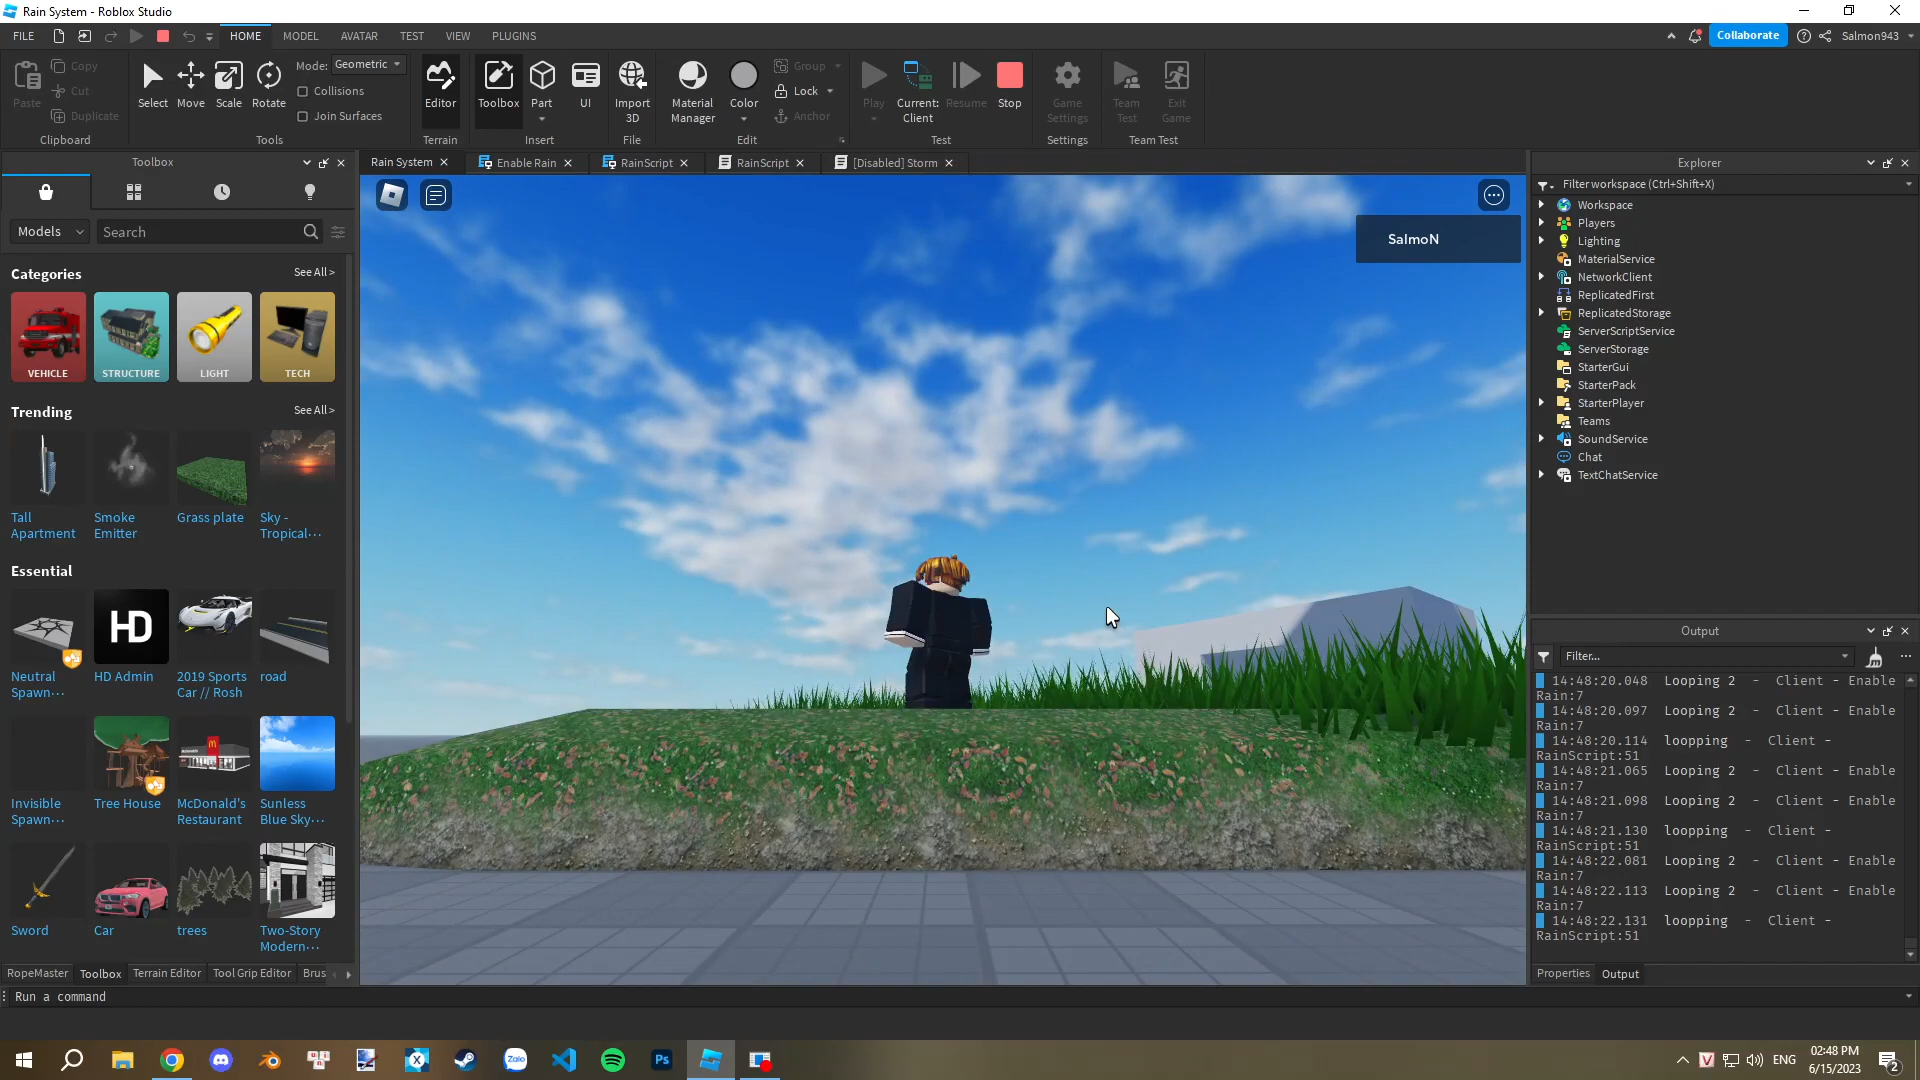 Rain System - Roblox Studio
FILE HOME MODEL AVATAR TEST VIEW PLUGINS Collaborate Salmon943
Paste Copy Cut Duplicate Clipboard
Select Move Scale Rotate Mode: Geometric Collisions Join Surfaces Tools
Editor Terrain
Toolbox Part UI Insert
Import 3D File
Material Manager Color Group Lock Anchor Edit
Play Current: Client Resume Stop Test
Game Settings Settings
Team Test Exit Game Team Test
Toolbox
Rain System Enable Rain RainScript RainScript [Disabled] Storm
Models Search
Categories See All >
VEHICLE STRUCTURE LIGHT TECH
Trending See All >
Tall Apartment
Smoke Emitter
Grass plate
Sky - Tropical...
Essential
HD
Neutral Spawn...
HD Admin
2019 Sports Car // Rosh
road
Invisible Spawn...
Tree House
McDonald's Restaurant
Sunless Blue Sky...
Sword
Car
trees
Two-Story Modern...
RopeMaster Toolbox Terrain Editor Tool Grip Editor Brus
Run a command
SalmoN
Explorer
Filter workspace (Ctrl+Shift+X)
Workspace
Players
Lighting
MaterialService
NetworkClient
ReplicatedFirst
ReplicatedStorage
ServerScriptService
ServerStorage
StarterGui
StarterPack
StarterPlayer
Teams
SoundService
Chat
TextChatService
Output
Filter...
14:48:20.048 Looping 2 - Client - Enable
Rain:7
14:48:20.097 Looping 2 - Client - Enable
Rain:7
14:48:20.114 loopping - Client -
RainScript:51
14:48:21.065 Looping 2 - Client - Enable
Rain:7
14:48:21.098 Looping 2 - Client - Enable
Rain:7
14:48:21.130 loopping - Client -
RainScript:51
14:48:22.081 Looping 2 - Client - Enable
Rain:7
14:48:22.113 Looping 2 - Client - Enable
Rain:7
14:48:22.131 loopping - Client -
RainScript:51
Properties Output
Zalo Ps
V ENG
02:48 PM
6/15/2023
2